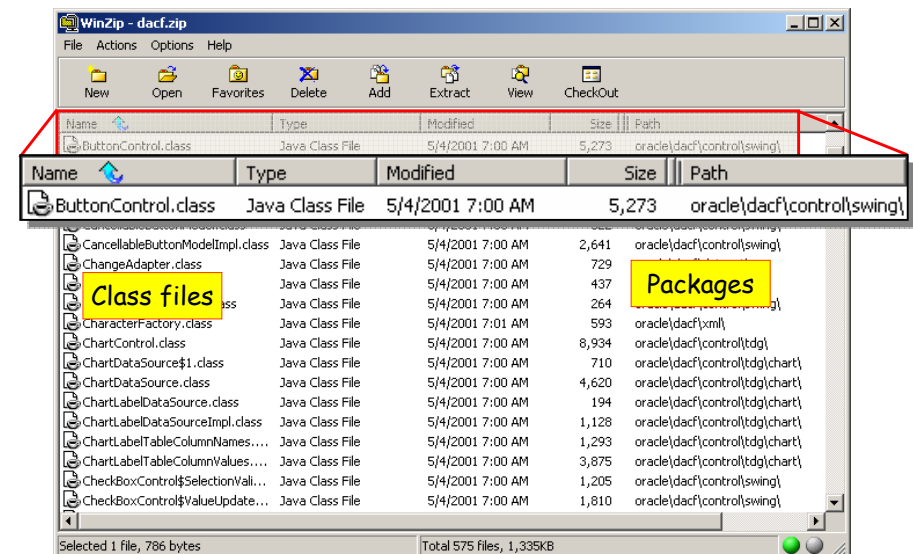 WinZip - dacf.zip
File Actions Options Help
New Open Favorites Delete Add Extract View CheckOut
Name Type Modified Size Path
ButtonControl.class Java Class File 5/4/2001 7:00 AM 5,273 oracle\dacf\control\swing\
Name Type Modified Size Path
ButtonControl.class Java Class File 5/4/2001 7:00 AM 5,273 oracle\dacf\control\swing\
CancellableButtonModelImpl.class Java Class File 5/4/2001 7:00 AM 2,641 oracle\dacf\control\swing\
ChangeAdapter.class Java Class File 5/4/2001 7:00 AM 729
Java Class File 5/4/2001 7:00 AM 437
Class files Packages
Java Class File 5/4/2001 7:00 AM 264
CharacterFactory.class Java Class File 5/4/2001 7:01 AM 593 oracle\dacf\xml\
ChartControl.class Java Class File 5/4/2001 7:00 AM 8,934 oracle\dacf\control\tdg\
ChartDataSource$1.class Java Class File 5/4/2001 7:00 AM 710 oracle\dacf\control\tdg\chart\
ChartDataSource.class Java Class File 5/4/2001 7:00 AM 4,620 oracle\dacf\control\tdg\chart\
ChartLabelDataSource.class Java Class File 5/4/2001 7:00 AM 194 oracle\dacf\control\tdg\chart\
ChartLabelDataSourceImpl.class Java Class File 5/4/2001 7:00 AM 1,128 oracle\dacf\control\tdg\chart\
ChartLabelTableColumnNames.... Java Class File 5/4/2001 7:00 AM 1,293 oracle\dacf\control\tdg\chart\
ChartLabelTableColumnValues.... Java Class File 5/4/2001 7:00 AM 3,875 oracle\dacf\control\tdg\chart\
CheckBoxControl$SelectionVali... Java Class File 5/4/2001 7:00 AM 1,205 oracle\dacf\control\swing\
CheckBoxControl$ValueUpdate... Java Class File 5/4/2001 7:00 AM 1,810 oracle\dacf\control\swing\
Selected 1 file, 786 bytes Total 575 files, 1,335KB